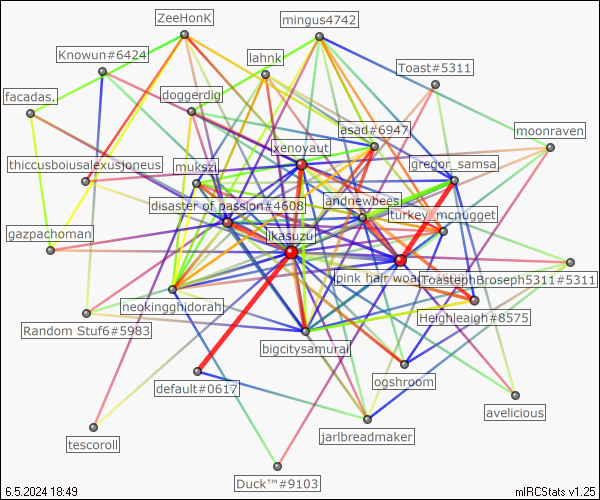 ZeeHonK
mingus4742
Knowun#6424
lahnk
Toast#5311
facadas.
doggerdig
asad#6947
moonraven
xenoyaut
thiccusboiusalexusjoneus
mukszi
gregor_samsa
disaster of passion#4608
andnewbees
turkey_mcnugget
gazpachoman
ikasuzu
pink hair woa
ToastephBroseph5311#5311
neokingghidorah
Heighleaigh#8575
Random Stuf6#5983
bigcitysamurai
default#0617
ogshroom
avelicious
tescoroll
jarlbreadmaker
Duck™#9103
6.5.2024 18:49
mIRCStats v1.25